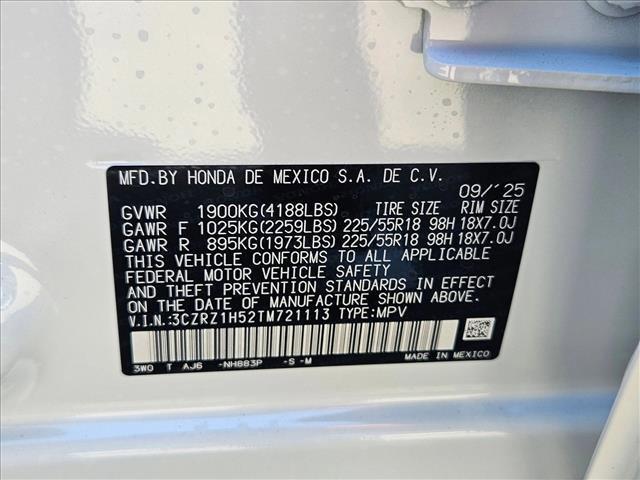 MFD.BY HONDA DE MEXICO S.A. DE C.V.
09/'25
GVWR 1900KG(4188LBS) TIRE SIZE RIM SIZE
GAWR F 1025KG(2259LBS) 225/55R18 98H 18X7.0J
GAWR R 895KG(1973LBS) 225/55R18 98H 18X7.0J
THIS VEHICLE CONFORMS TO ALL APPLICABLE
FEDERAL MOTOR VEHICLE SAFETY
AND THEFT PREVENTION STANDARDS IN EFFECT
ON THE DATE OF MANUFACTURE SHOWN ABOVE.
V.I.N.:3CZRZ1H52TM721113 TYPE:MPV
3W0 T AJ6 -NH883P -S -M
MADE IN MEXICO